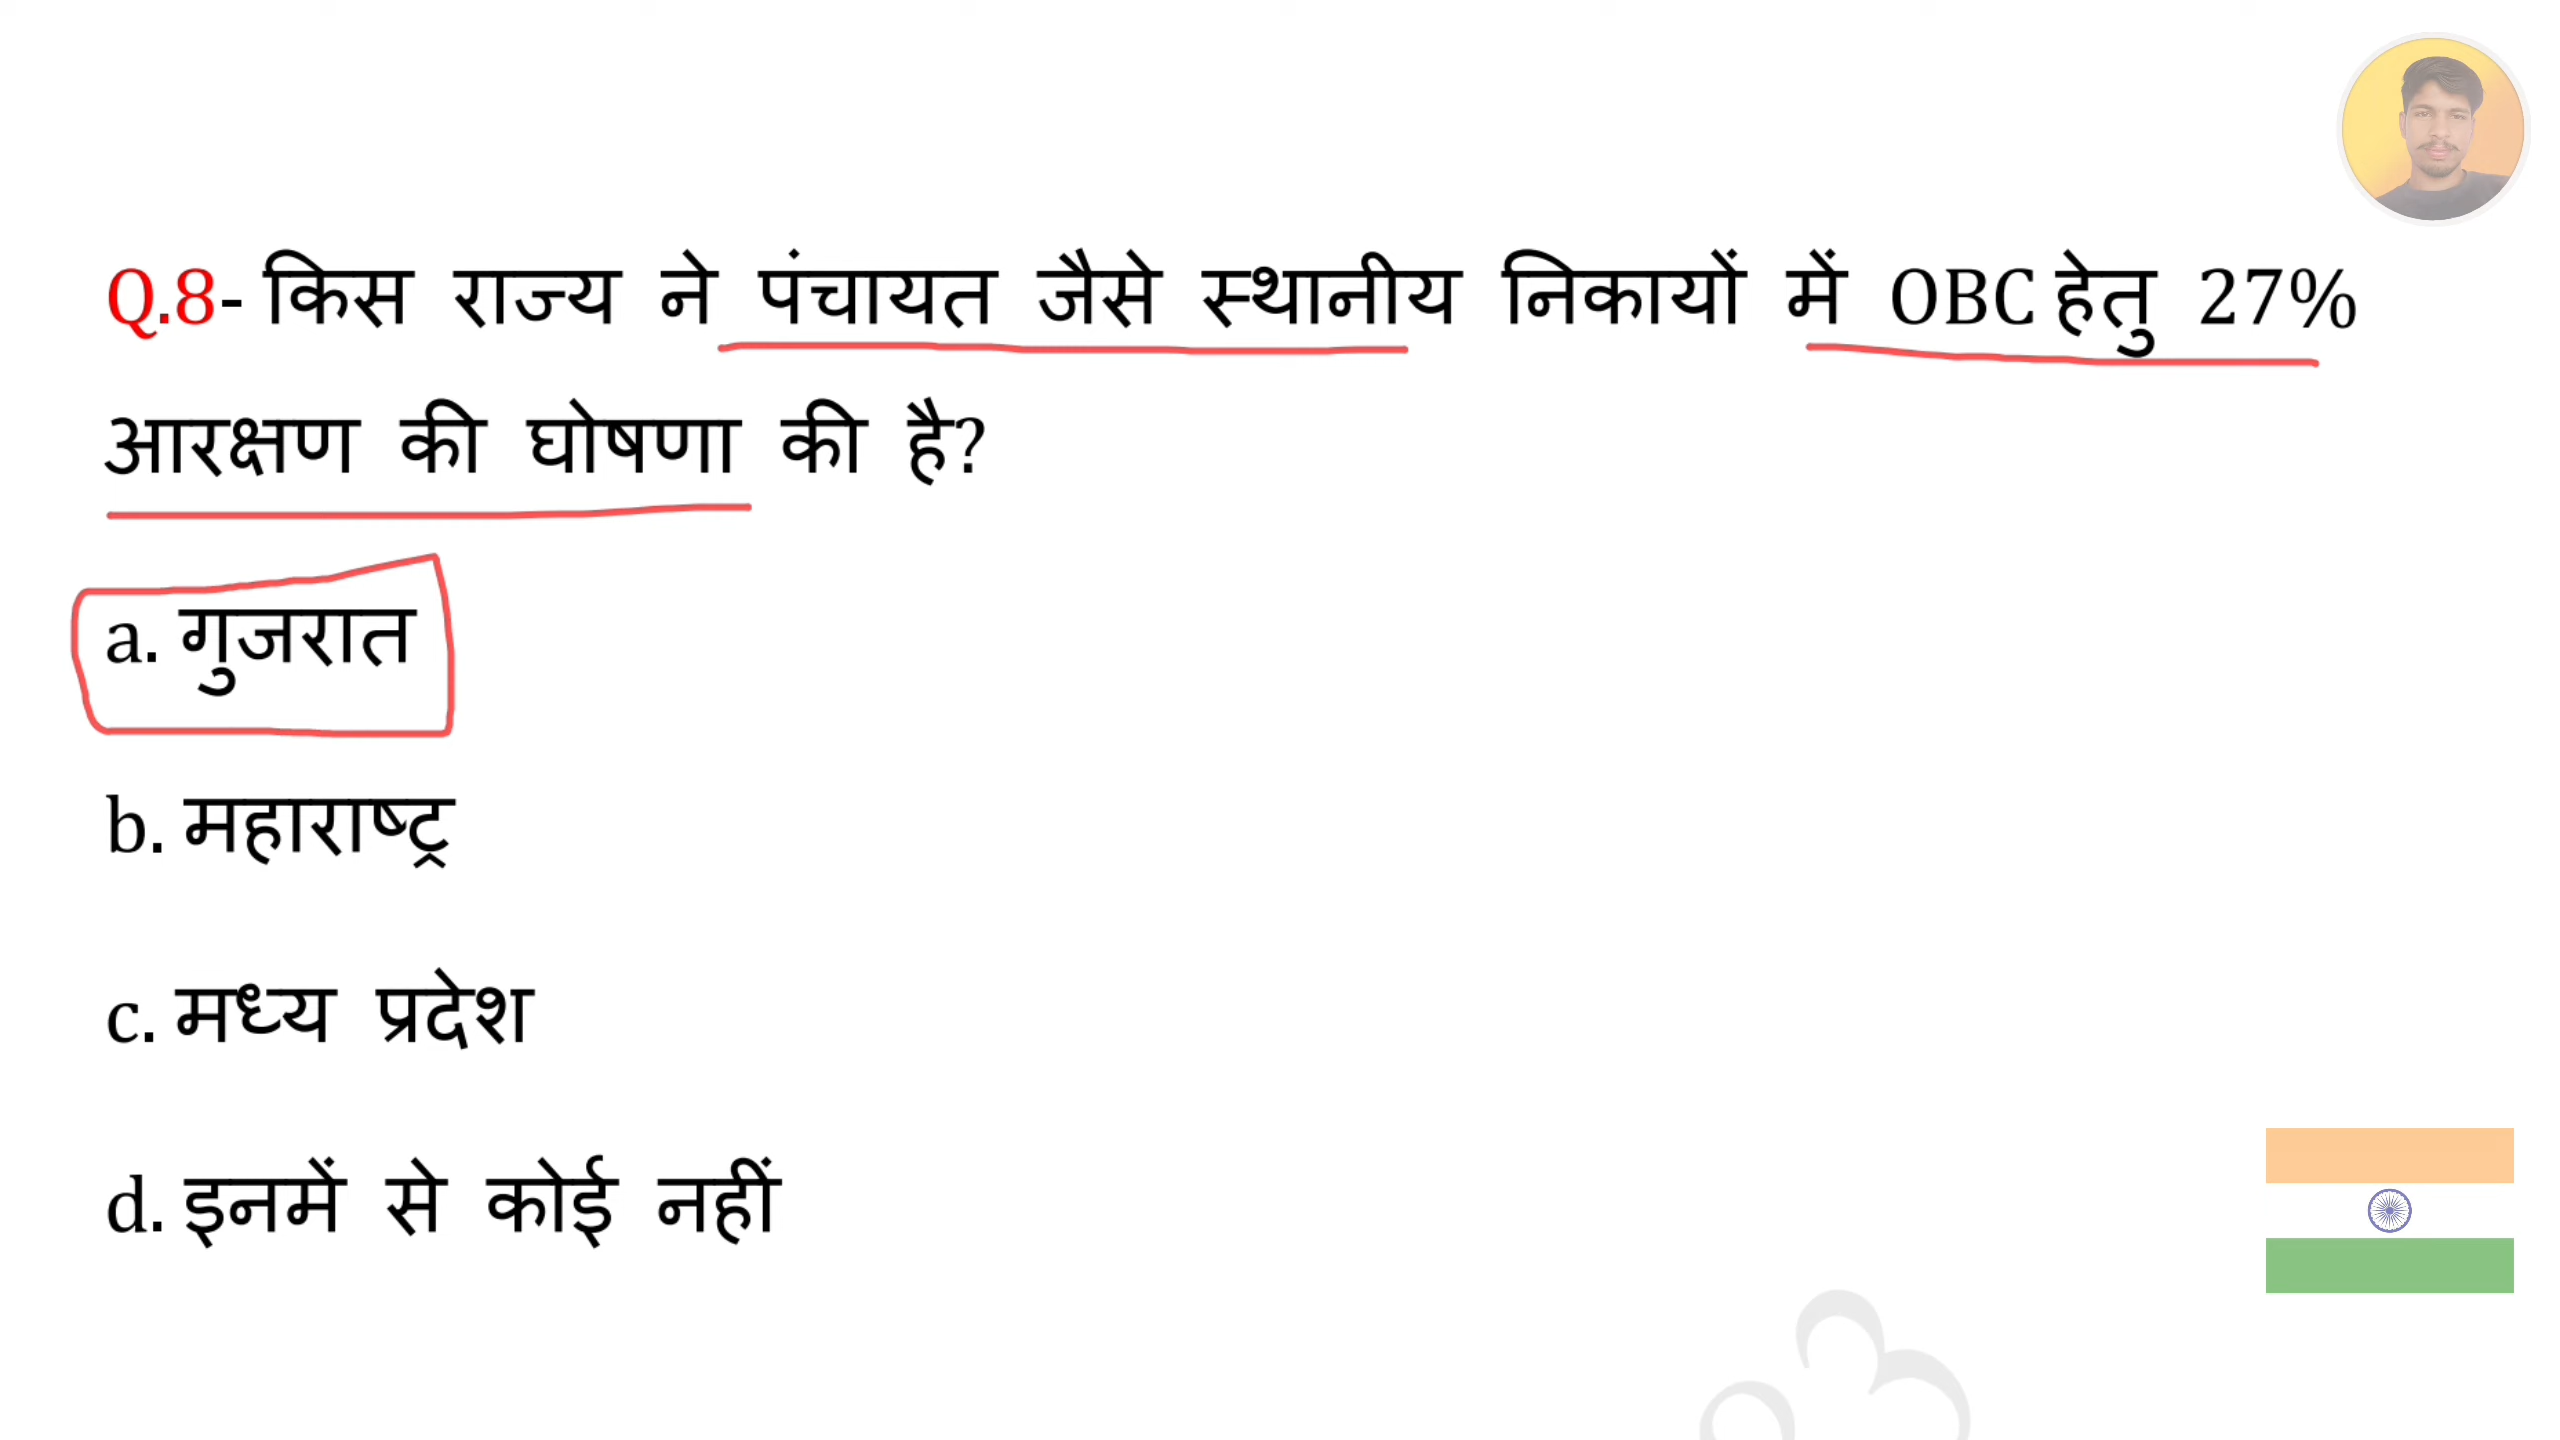 Q.8- किस राज्य ने पंचायत जैसे स्थानीय निकायों में OBC हेतु 27%
आरक्षण की घोषणा की है?
a. गुजरात
b. महाराष्ट्र
c. मध्य प्रदेश
d. इनमें से कोई नहीं